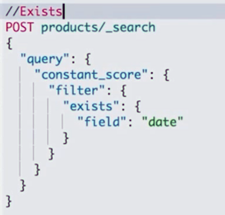 //Exists
POST products/_search
{
  "query": {
    "constant_score": {
      "filter": {
        "exists": {
          "field": "date"
        }
      }
    }
  }
}